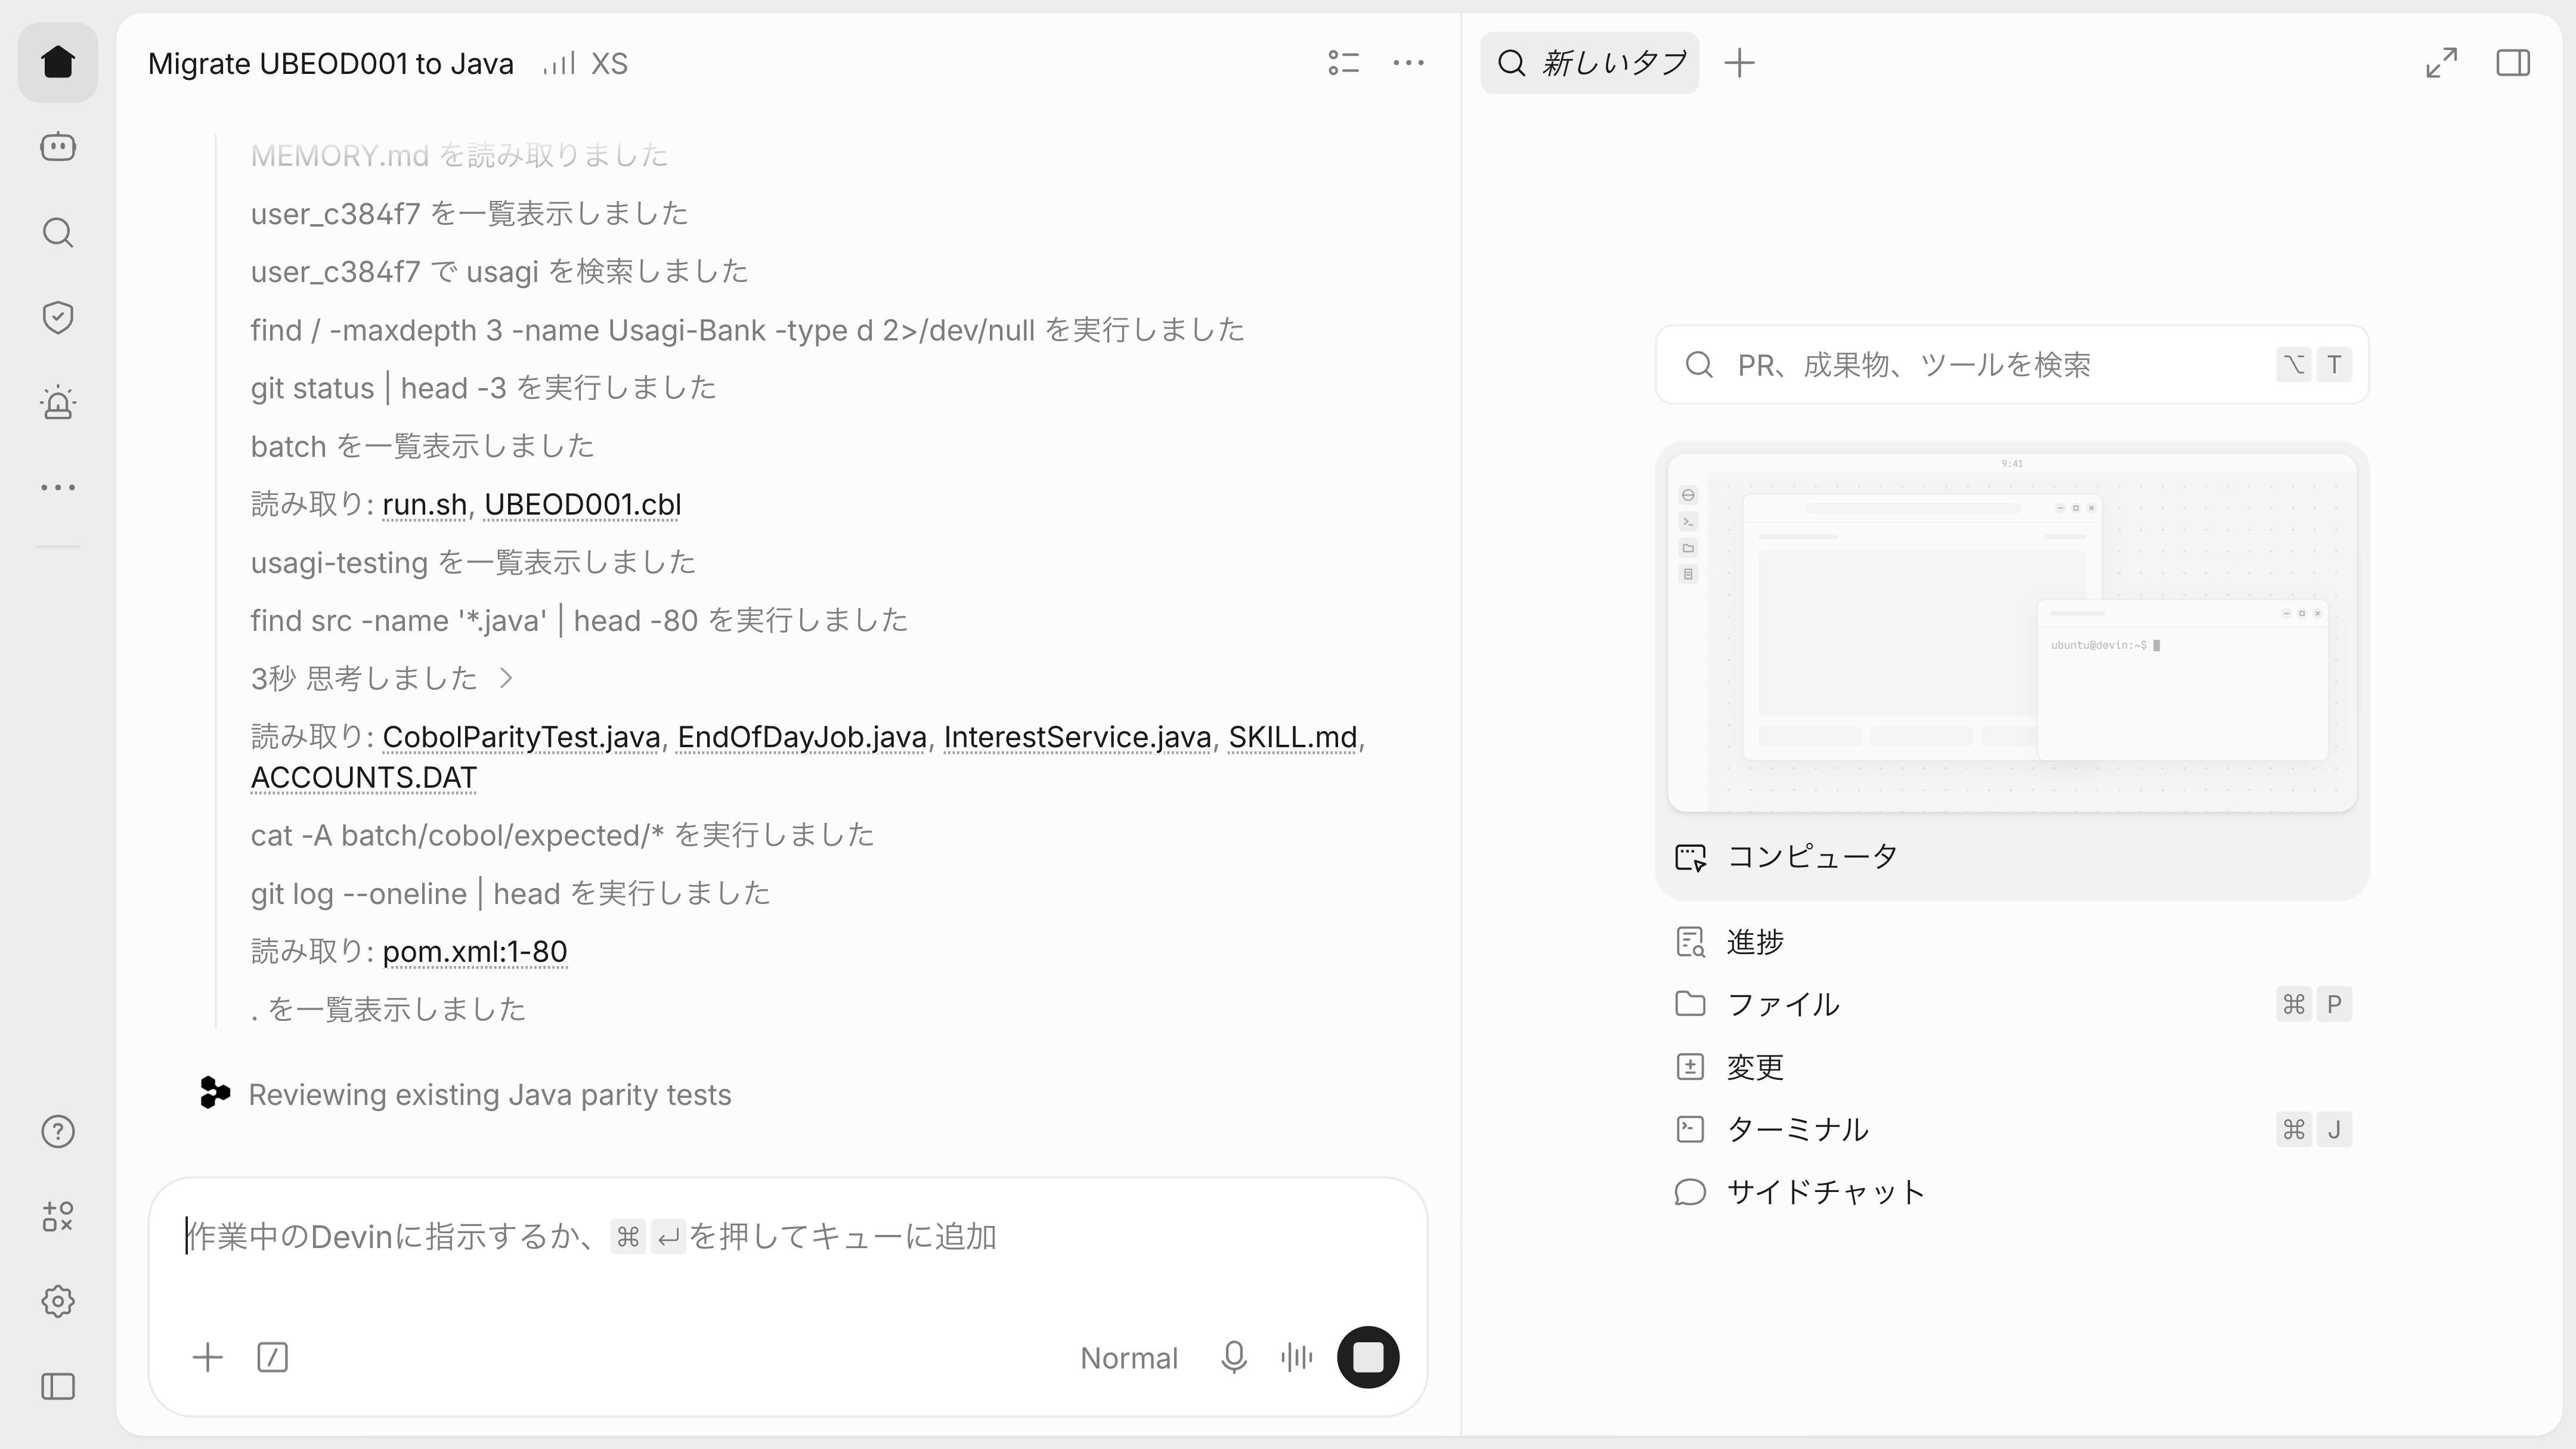 Migrate UBEOD001 to Java
XS
MEMORY.md を読み取りました
user_c384f7 を一覧表示しました
user_c384f7 で usagi を検索しました
find / -maxdepth 3 -name Usagi-Bank -type d 2>/dev/null を実行しました
git status | head -3 を実行しました
batch を一覧表示しました
読み取り: run.sh, UBEOD001.cbl
usagi-testing を一覧表示しました
find src -name '*.java' | head -80 を実行しました
3秒 思考しました
読み取り: CobolParityTest.java, EndOfDayJob.java, InterestService.java, SKILL.md,
ACCOUNTS.DAT
cat -A batch/cobol/expected/* を実行しました
git log --oneline | head を実行しました
読み取り: pom.xml:1-80
. を一覧表示しました
Reviewing existing Java parity tests
作業中のDevinに指示するか、⌘ ↵ を押してキューに追加
Normal
新しいタブ
PR、成果物、ツールを検索 ⌥ T
9:41
ubuntu@devin:~$
コンピュータ
進捗
ファイル ⌘ P
変更
ターミナル ⌘ J
サイドチャット